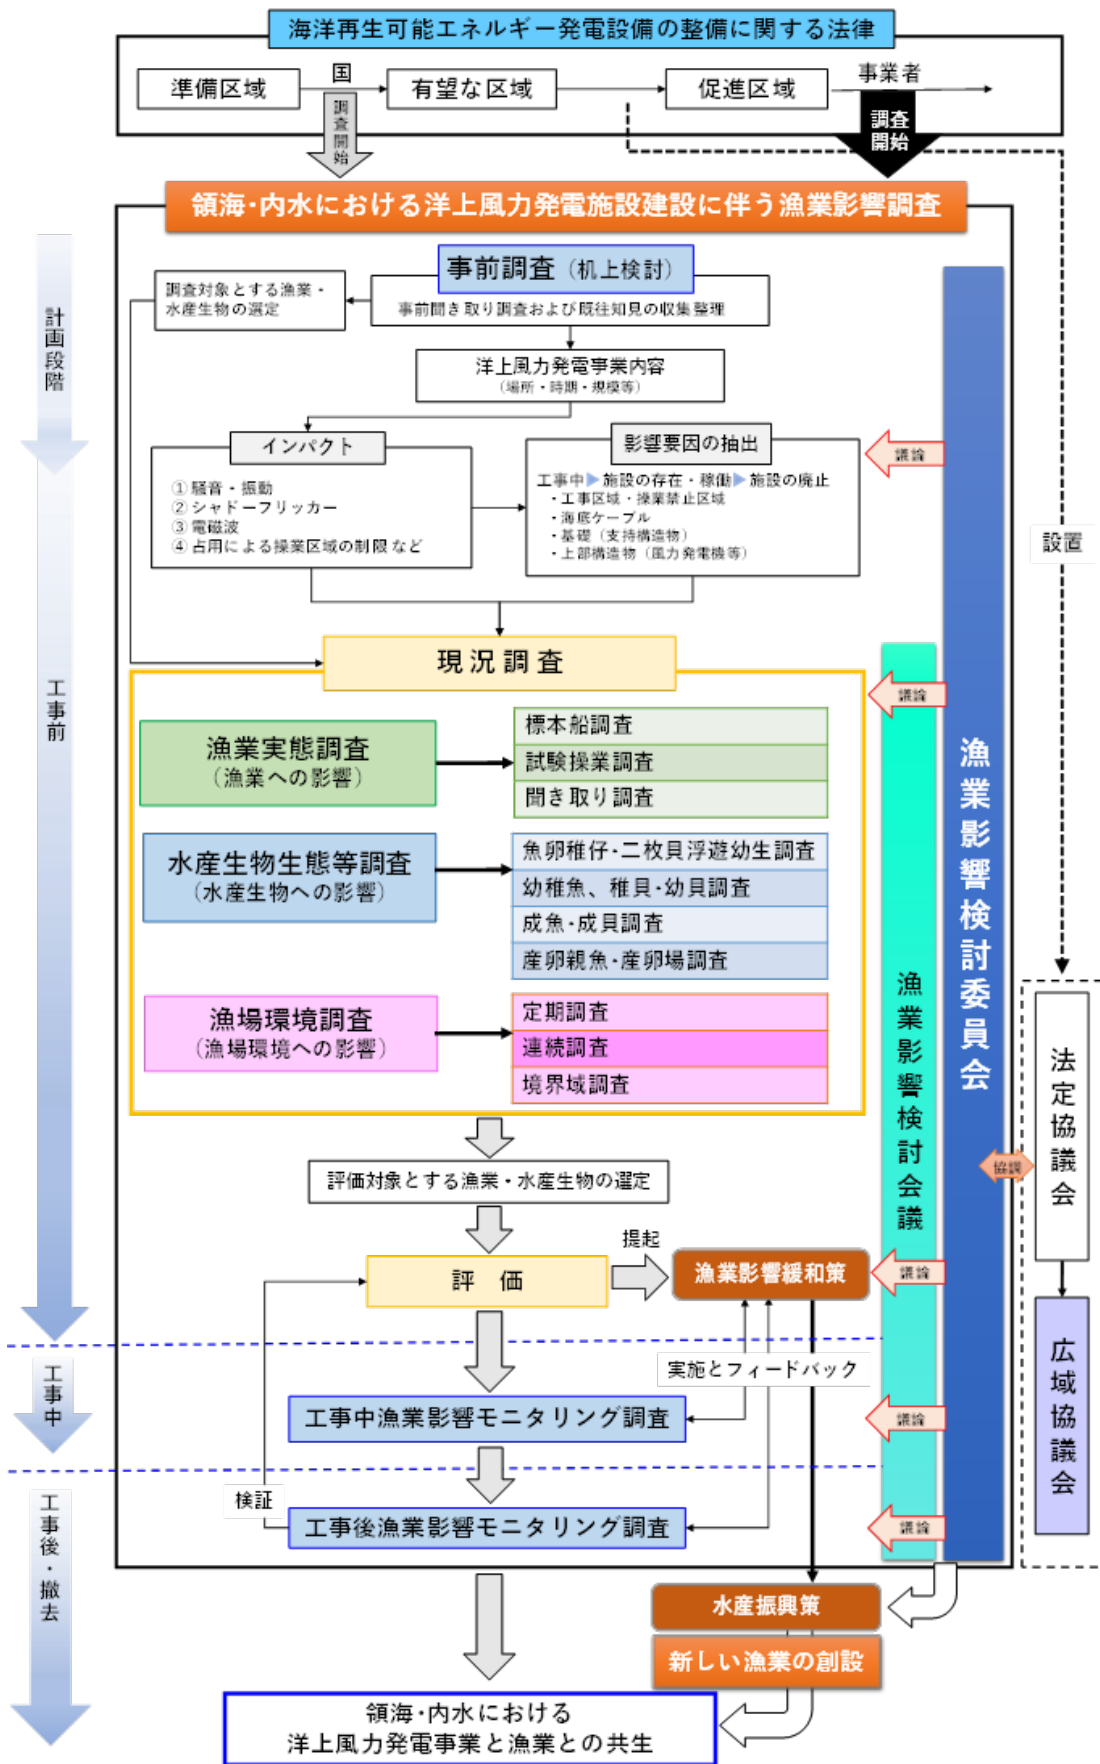 海洋再生可能エネルギー発電設備の整備に関する法律
準備区域
国
有望な区域
促進区域
事業者
調査開始
調査
開始
領海・内水における洋上風力発電施設建設に伴う漁業影響調査
計画段階
事前調査（机上検討）
事前聞き取り調査および既往知見の収集整理
調査対象とする漁業・
水産生物の選定
洋上風力発電事業内容
（場所・時期・規模等）
インパクト
① 騒音・振動
② シャドーフリッカー
③ 電磁波
④ 占用による操業区域の制限 など
影響要因の抽出
工事中▶施設の存在・稼働▶施設の廃止
・工事区域・操業禁止区域
・海底ケーブル
・基礎（支持構造物）
・上部構造物（風力発電機等）
議論
設置
工事前
現況調査
議論
漁業実態調査
（漁業への影響）
標本船調査
試験操業調査
聞き取り調査
水産生物生態等調査
（水産生物への影響）
魚卵稚仔・二枚貝浮遊幼生調査
幼稚魚、稚貝・幼貝調査
成魚・成貝調査
産卵親魚・産卵場調査
漁場環境調査
（漁場環境への影響）
定期調査
連続調査
境界域調査
漁業影響検討会議
漁業影響検討委員会
協議
法定協議会
広域協議会
評価対象とする漁業・水産生物の選定
評 価
提起
漁業影響緩和策
議論
実施とフィードバック
工事中
工事中漁業影響モニタリング調査
議論
検証
工事後漁業影響モニタリング調査
議論
工事後・撤去
水産振興策
新しい漁業の創設
領海・内水における
洋上風力発電事業と漁業との共生